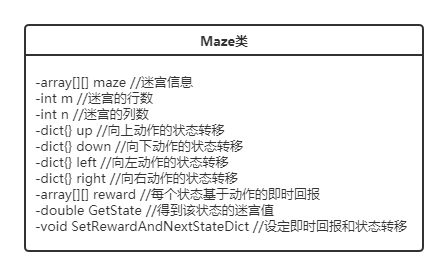 Maze类
-array[][] maze //迷宫信息
-int m //迷宫的行数
-int n //迷宫的列数
-dict{} up //向上动作的状态转移
-dict{} down //向下动作的状态转移
-dict{} left //向左动作的状态转移
-dict{} right //向右动作的状态转移
-array[][] reward //每个状态基于动作的即时回报
-double GetState //得到该状态的迷宫值
-void SetRewardAndNextStateDict //设定即时回报和状态转移